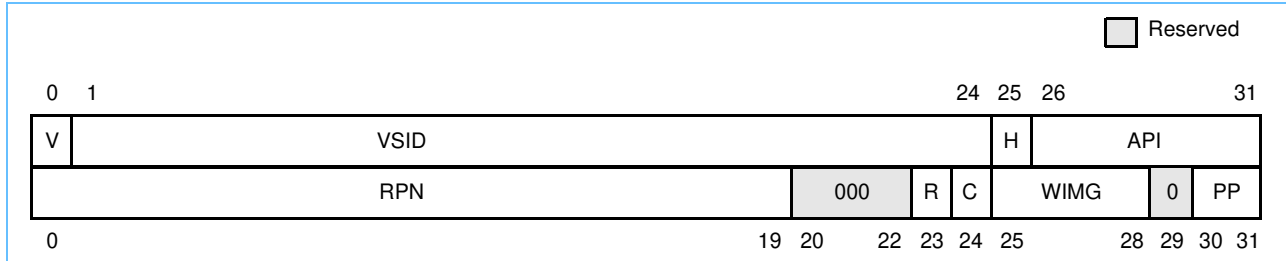 Reserved
0 1 24 25 26 31
V VSID H API
RPN 000 R C WIMG 0 PP
0 19 20 22 23 24 25 28 29 30 31